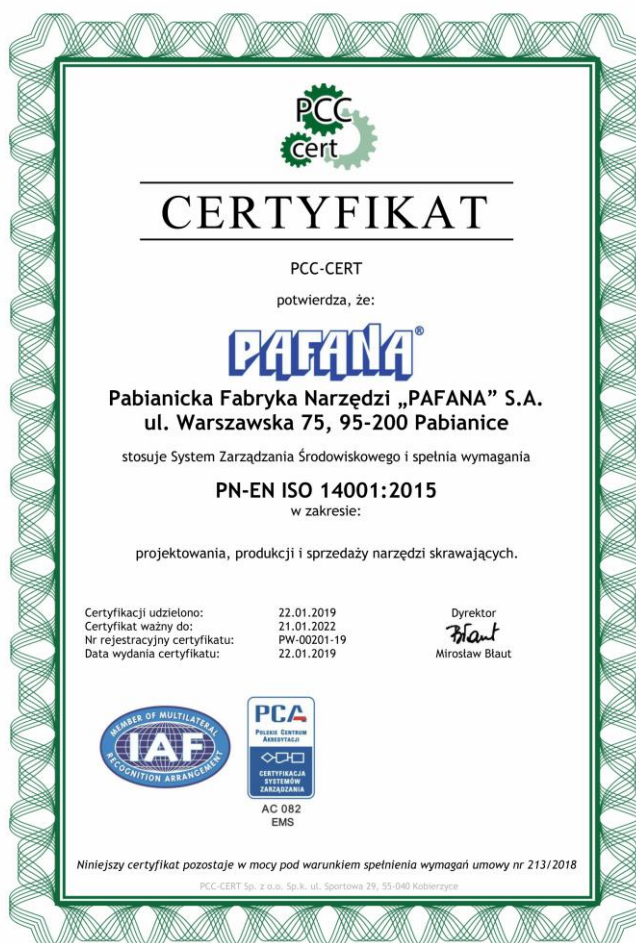 PCC
cert
CERTYFIKAT
PCC-CERT
potwierdza, że:
PAFANA®
Pabianicka Fabryka Narzędzi „PAFANA” S.A.
ul. Warszawska 75, 95-200 Pabianice
stosuje System Zarządzania Środowiskowego i spełnia wymagania
PN-EN ISO 14001:2015
w zakresie:
projektowania, produkcji i sprzedaży narzędzi skrawających.
Certyfikacji udzielono: 22.01.2019
Certyfikat ważny do: 21.01.2022
Nr rejestracyjny certyfikatu: PW-00201-19
Data wydania certyfikatu: 22.01.2019
Dyrektor
Błaut
Mirosław Błaut
MEMBER OF MULTILATERAL
IAF
RECOGNITION ARRANGEMENT
PCA
POLSKIE CENTRUM
AKREDYTACJI
CERTYFIKACJA
SYSTEMÓW
ZARZĄDZANIA
AC 082
EMS
Niniejszy certyfikat pozostaje w mocy pod warunkiem spełnienia wymagań umowy nr 213/2018
PCC-CERT Sp. z o.o. Sp.k. ul. Sportowa 29, 55-040 Kobierzyce